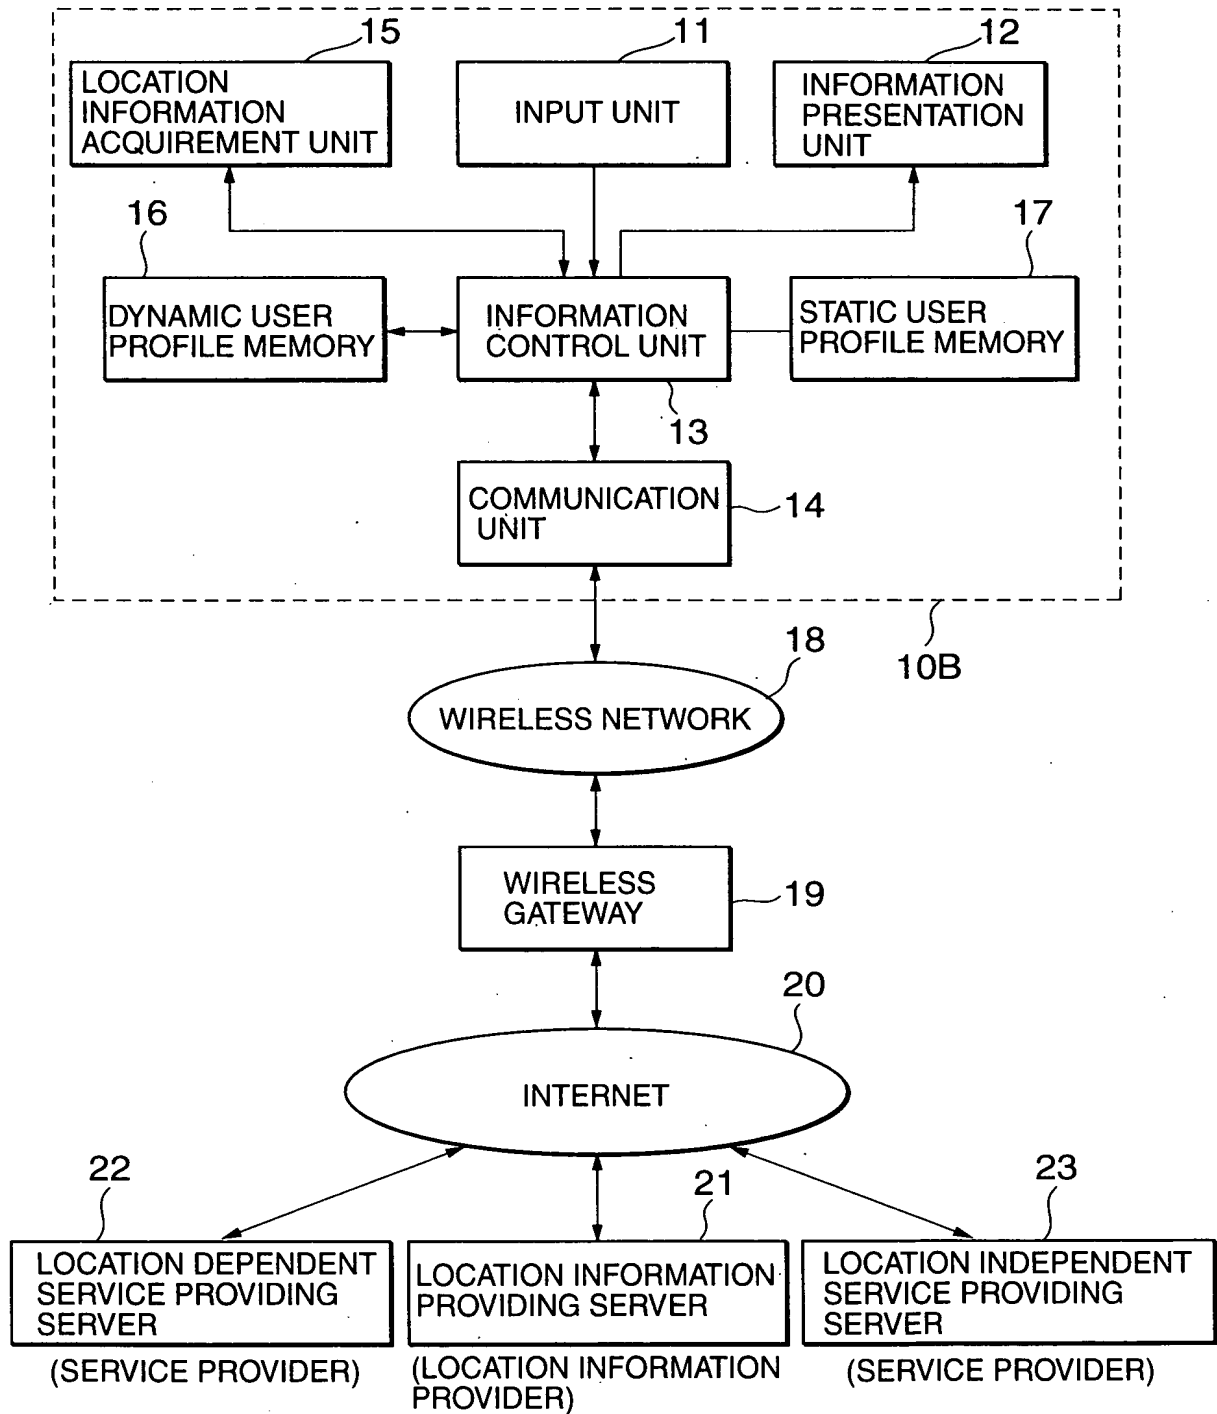 15
11
12
LOCATION
INFORMATION
ACQUIREMENT UNIT
INPUT UNIT
INFORMATION
PRESENTATION
UNIT
16
17
DYNAMIC USER
PROFILE MEMORY
INFORMATION
CONTROL UNIT
STATIC USER
PROFILE MEMORY
13
COMMUNICATION
UNIT
14
10B
18
WIRELESS NETWORK
WIRELESS
GATEWAY
19
20
INTERNET
22
21
23
LOCATION DEPENDENT
SERVICE PROVIDING
SERVER
(SERVICE PROVIDER)
LOCATION INFORMATION
PROVIDING SERVER
(LOCATION INFORMATION
PROVIDER)
LOCATION INDEPENDENT
SERVICE PROVIDING
SERVER
(SERVICE PROVIDER)